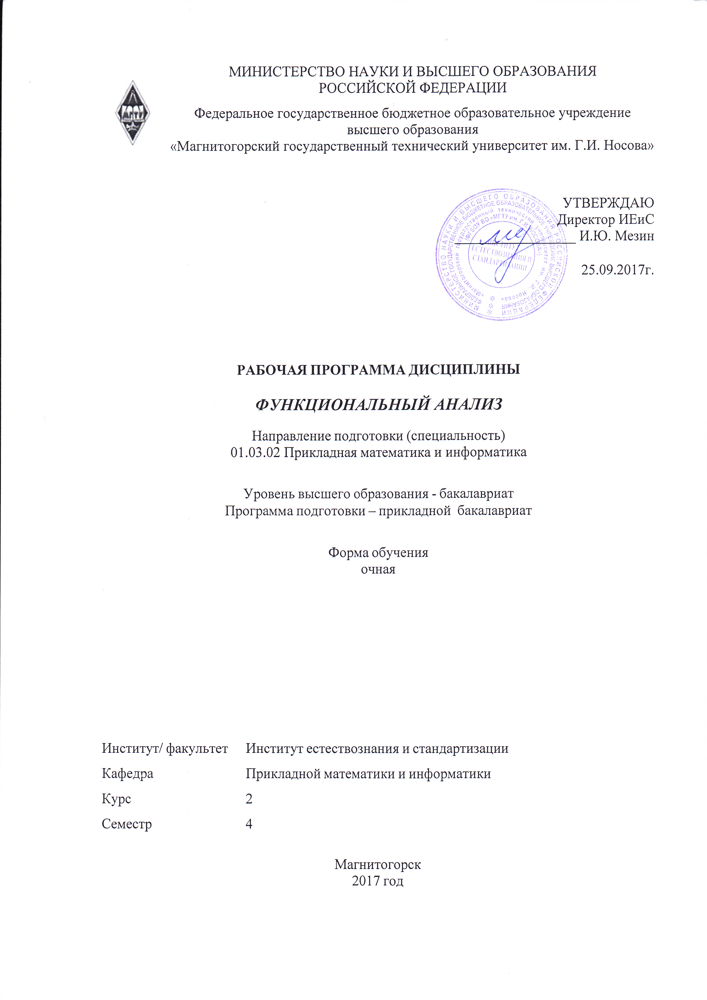 МИНИСТЕРСТВО НАУКИ И ВЫСШЕГО ОБРАЗОВАНИЯ
РОССИЙСКОЙ ФЕДЕРАЦИИ
Федеральное государственное бюджетное образовательное учреждение
высшего образования
«Магнитогорский государственный технический университет им. Г.И. Носова»
УТВЕРЖДАЮ
Директор ИЕиС
И.Ю. Мезин
25.09.2017г.
МИНИСТЕРСТВО НАУКИ И ВЫСШЕГО ОБРАЗОВАНИЯ РОССИЙСКОЙ ФЕДЕРАЦИИ
ФЕДЕРАЛЬНОЕ ГОСУДАРСТВЕННОЕ БЮДЖЕТНОЕ ОБРАЗОВАТЕЛЬНОЕ УЧРЕЖДЕНИЕ ВЫСШЕГО ОБРАЗОВАНИЯ
«Магнитогорский государственный технический университет им. Г.И. Носова»
(ФГБОУ ВО «МГТУ им. Г.И. НОСОВА»)
ИНСТИТУТ
ЕСТЕСТВОЗНАНИЯ И
СТАНДАРТИЗАЦИИ
РАБОЧАЯ ПРОГРАММА ДИСЦИПЛИНЫ
ФУНКЦИОНАЛЬНЫЙ АНАЛИЗ
Направление подготовки (специальность)
01.03.02 Прикладная математика и информатика
Уровень высшего образования - бакалавриат
Программа подготовки – прикладной бакалавриат
Форма обучения
очная
Институт/ факультет Институт естествознания и стандартизации
Кафедра Прикладной математики и информатики
Курс 2
Семестр 4
Магнитогорск
2017 год